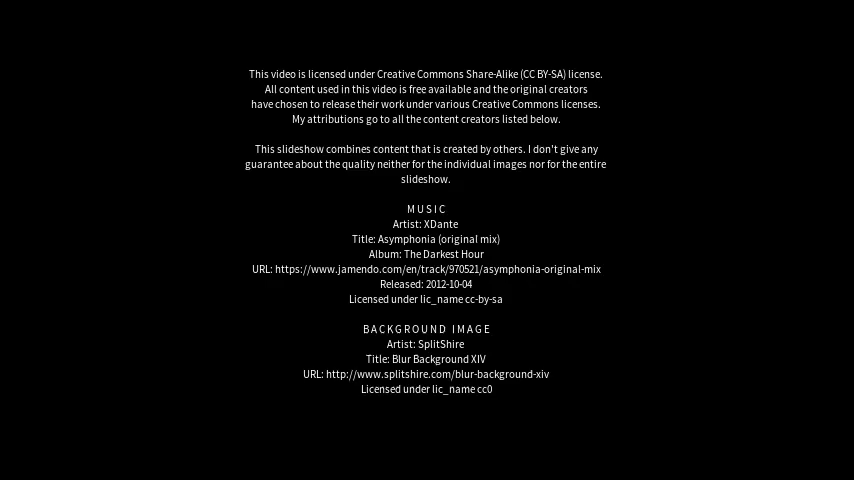 This video is licensed under Creative Commons Share-Alike (CC BY-SA) license.
All content used in this video is free available and the original creators
have chosen to release their work under various Creative Commons licenses.
My attributions go to all the content creators listed below.
This slideshow combines content that is created by others. I don't give any
guarantee about the quality neither for the individual images nor for the entire
slideshow.
MUSIC
Artist: XDante
Title: Asymphonia (original mix)
Album: The Darkest Hour
URL: https://www.jamendo.com/en/track/970521/asymphonia-original-mix
Released: 2012-10-04
Licensed under lic_name cc-by-sa
BACKGROUND IMAGE
Artist: SplitShire
Title: Blur Background XIV
URL: http://www.splitshire.com/blur-background-xiv
Licensed under lic_name cc0